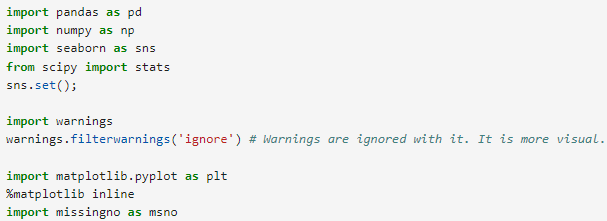 import pandas as pd
import numpy as np
import seaborn as sns
from scipy import stats
sns.set();
import warnings
warnings.filterwarnings('ignore') # Warnings are ignored with it. It is more visual.
import matplotlib.pyplot as plt
%matplotlib inline
import missingno as msno